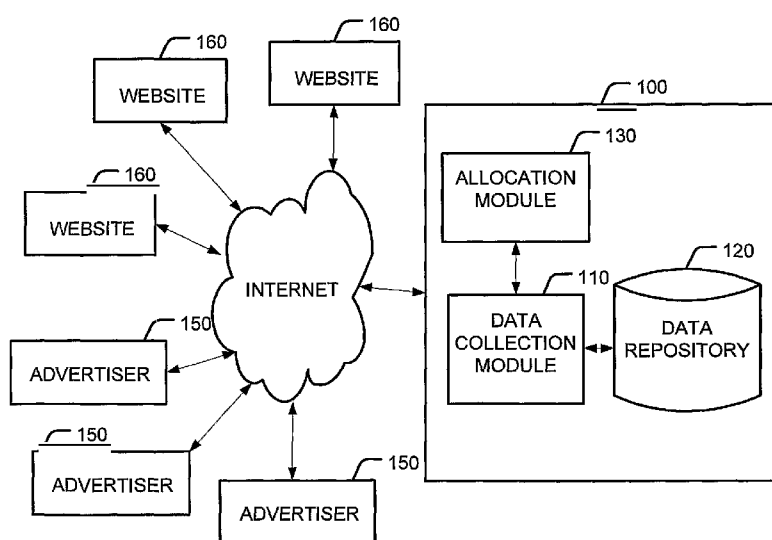 160
WEBSITE
160
WEBSITE
160
WEBSITE
INTERNET
150
ADVERTISER
150
ADVERTISER
150
ADVERTISER
100
130
ALLOCATION
MODULE
110
DATA
COLLECTION
MODULE
120
DATA
REPOSITORY